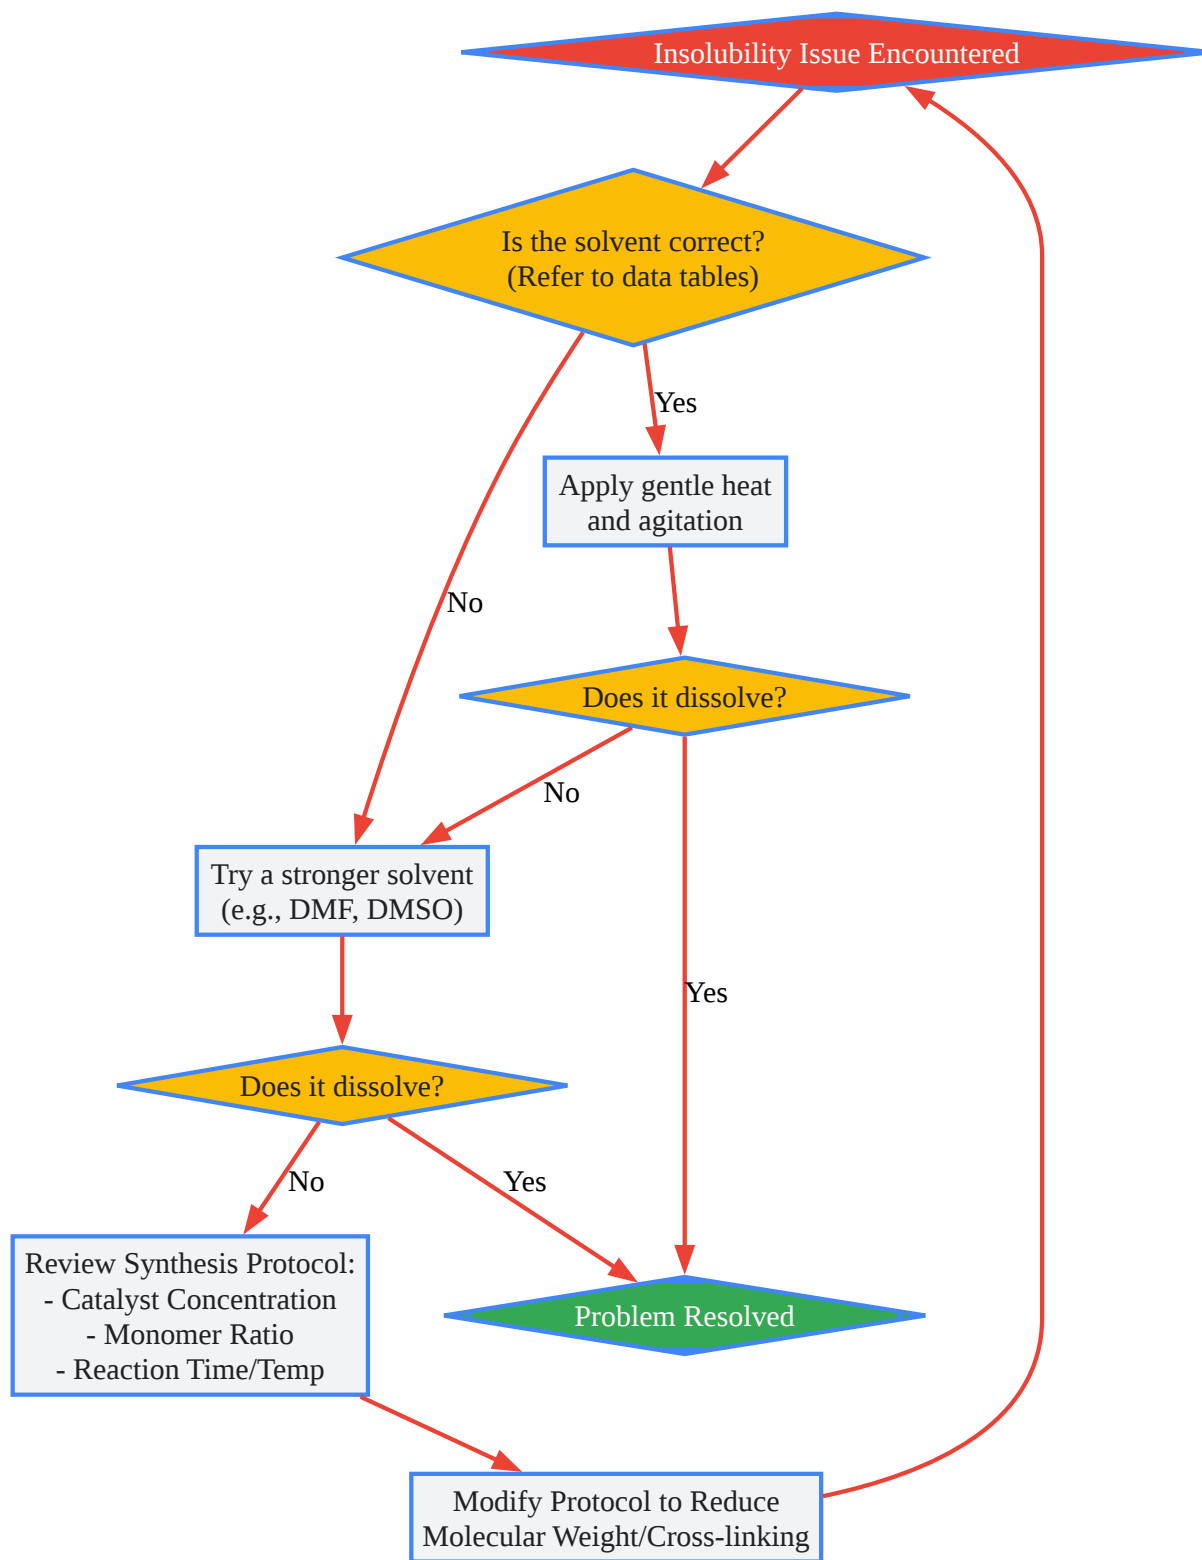 Insolubility Issue Encountered
Is the solvent correct?
(Refer to data tables)
Yes
Apply gentle heat
and agitation
No
Does it dissolve?
No
Try a stronger solvent
(e.g., DMF, DMSO)
Yes
Does it dissolve?
No
Yes
Review Synthesis Protocol:
- Catalyst Concentration
- Monomer Ratio
- Reaction Time/Temp
Problem Resolved
Modify Protocol to Reduce
Molecular Weight/Cross-linking